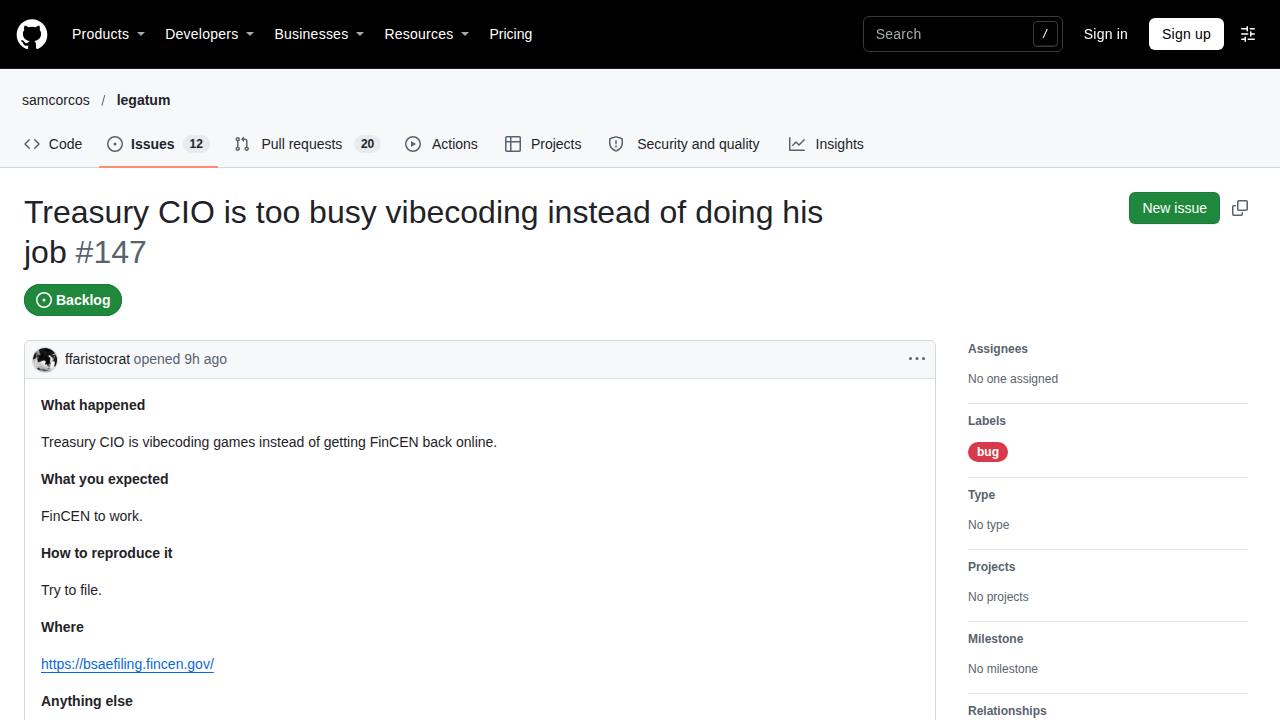 Products Developers Businesses Resources Pricing Search / Sign in Sign up
samcorcos / legatum
Code Issues 12 Pull requests 20 Actions Projects Security and quality Insights
Treasury CIO is too busy vibecoding instead of doing his
job #147
New issue
Backlog
ffaristocrat opened 9h ago
What happened
Treasury CIO is vibecoding games instead of getting FinCEN back online.
What you expected
FinCEN to work.
How to reproduce it
Try to file.
Where
https://bsaefiling.fincen.gov/
Anything else
Assignees
No one assigned
Labels
bug
Type
No type
Projects
No projects
Milestone
No milestone
Relationships